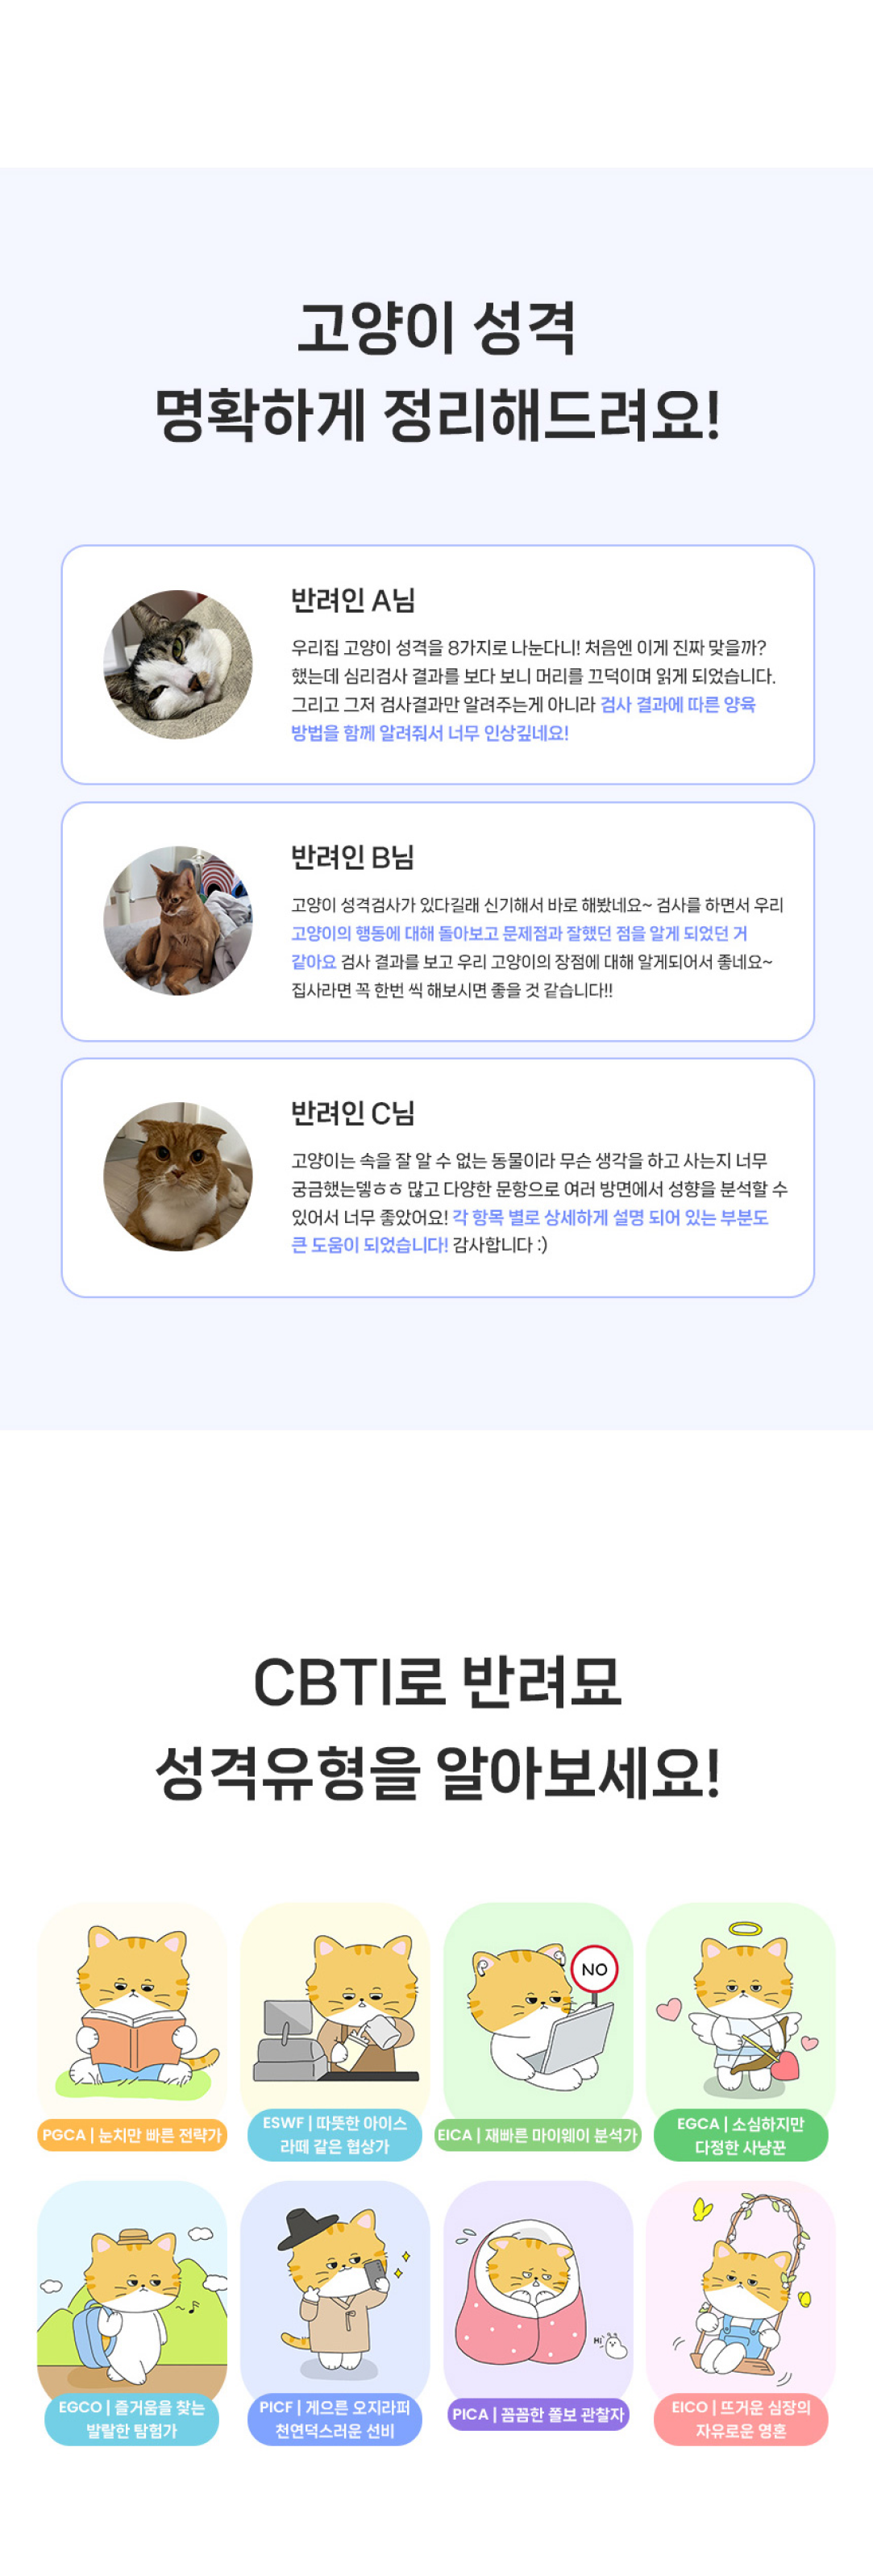 고양이 성격
명확하게 정리해드려요!
반려인 A님
우리집 고양이 성격을 8가지로 나눈다니! 처음엔 이게 진짜 맞을까?
했는데 심리검사 결과를 보다 보니 머리를 끄덕이며 읽게 되었습니다.
그리고 그저 검사결과만 알려주는게 아니라 검사 결과에 따른 양육
방법을 함께 알려줘서 너무 인상깊네요!
반려인 B님
고양이 성격검사가 있다길래 신기해서 바로 해봤네요~ 검사를 하면서 우리
고양이의 행동에 대해 돌아보고 문제점과 잘했던 점을 알게 되었던 거
같아요 검사 결과를 보고 우리 고양이의 장점에 대해 알게되어서 좋네요~
집사라면 꼭 한번 씩 해보시면 좋을 것 같습니다!!
반려인 C님
고양이는 속을 잘 알 수 없는 동물이라 무슨 생각을 하고 사는지 너무
궁금했는뎋ㅎㅎ 많고 다양한 문항으로 여러 방면에서 성향을 분석할 수
있어서 너무 좋았어요! 각 항목 별로 상세하게 설명 되어 있는 부분도
큰 도움이 되었습니다! 감사합니다 :)
CBTI로 반려묘
성격유형을 알아보세요!
NO
PGCA | 눈치만 빠른 전략가
ESWF | 따뜻한 아이스
라떼 같은 협상가
EICA | 재빠른 마이웨이 분석가
EGCA | 소심하지만
다정한 사냥꾼
Hi
EGCO | 즐거움을 찾는
발랄한 탐험가
PICF | 게으른 오지라퍼
천연덕스러운 선비
PICA | 꼼꼼한 쫄보 관찰자
EICO | 뜨거운 심장의
자유로운 영혼